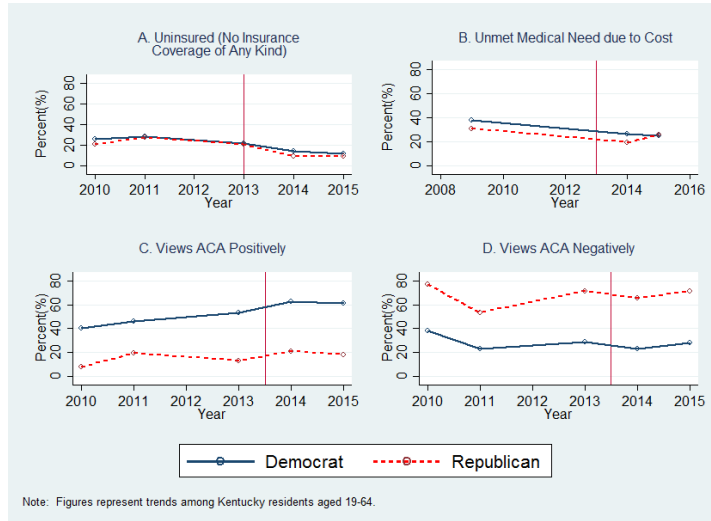 A. Uninsured (No Insurance
Coverage of Any Kind)
Percent(%)
80
60
40
20
0
2010 2011 2012 2013 2014 2015
Year
B. Unmet Medical Need due to Cost
Percent(%)
80
60
40
20
0
2008 2010 2012 2014 2016
Year
C. Views ACA Positively
Percent(%)
80
60
40
20
0
2010 2011 2012 2013 2014 2015
Year
D. Views ACA Negatively
Percent(%)
80
60
40
20
0
2010 2011 2012 2013 2014 2015
Year
Democrat Republican
Note: Figures represent trends among Kentucky residents aged 19-64.